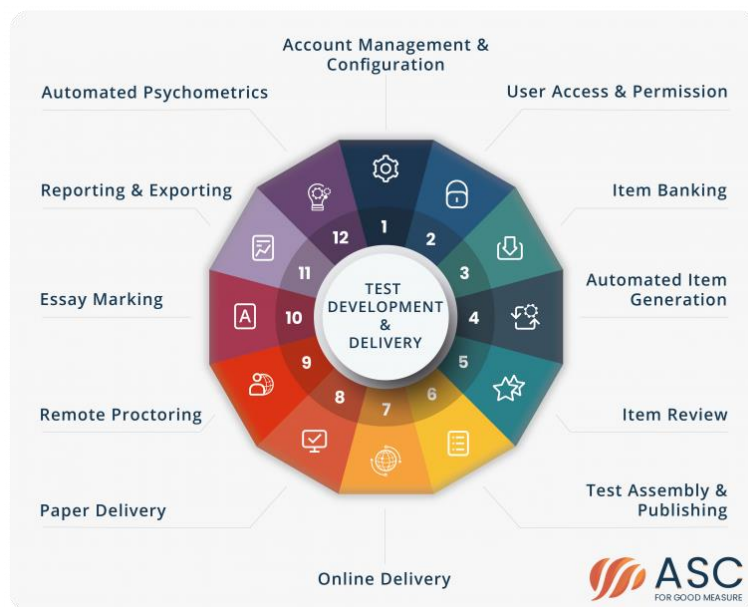 Account Management &
Configuration
User Access & Permission
Item Banking
Automated Item
Generation
Item Review
Test Assembly &
Publishing
Online Delivery
Paper Delivery
Remote Proctoring
Essay Marking
Reporting & Exporting
Automated Psychometrics
1
2
3
4
5
6
7
8
9
10
A
11
12
TEST
DEVELOPMENT
&
DELIVERY
ASC
FOR GOOD MEASURE